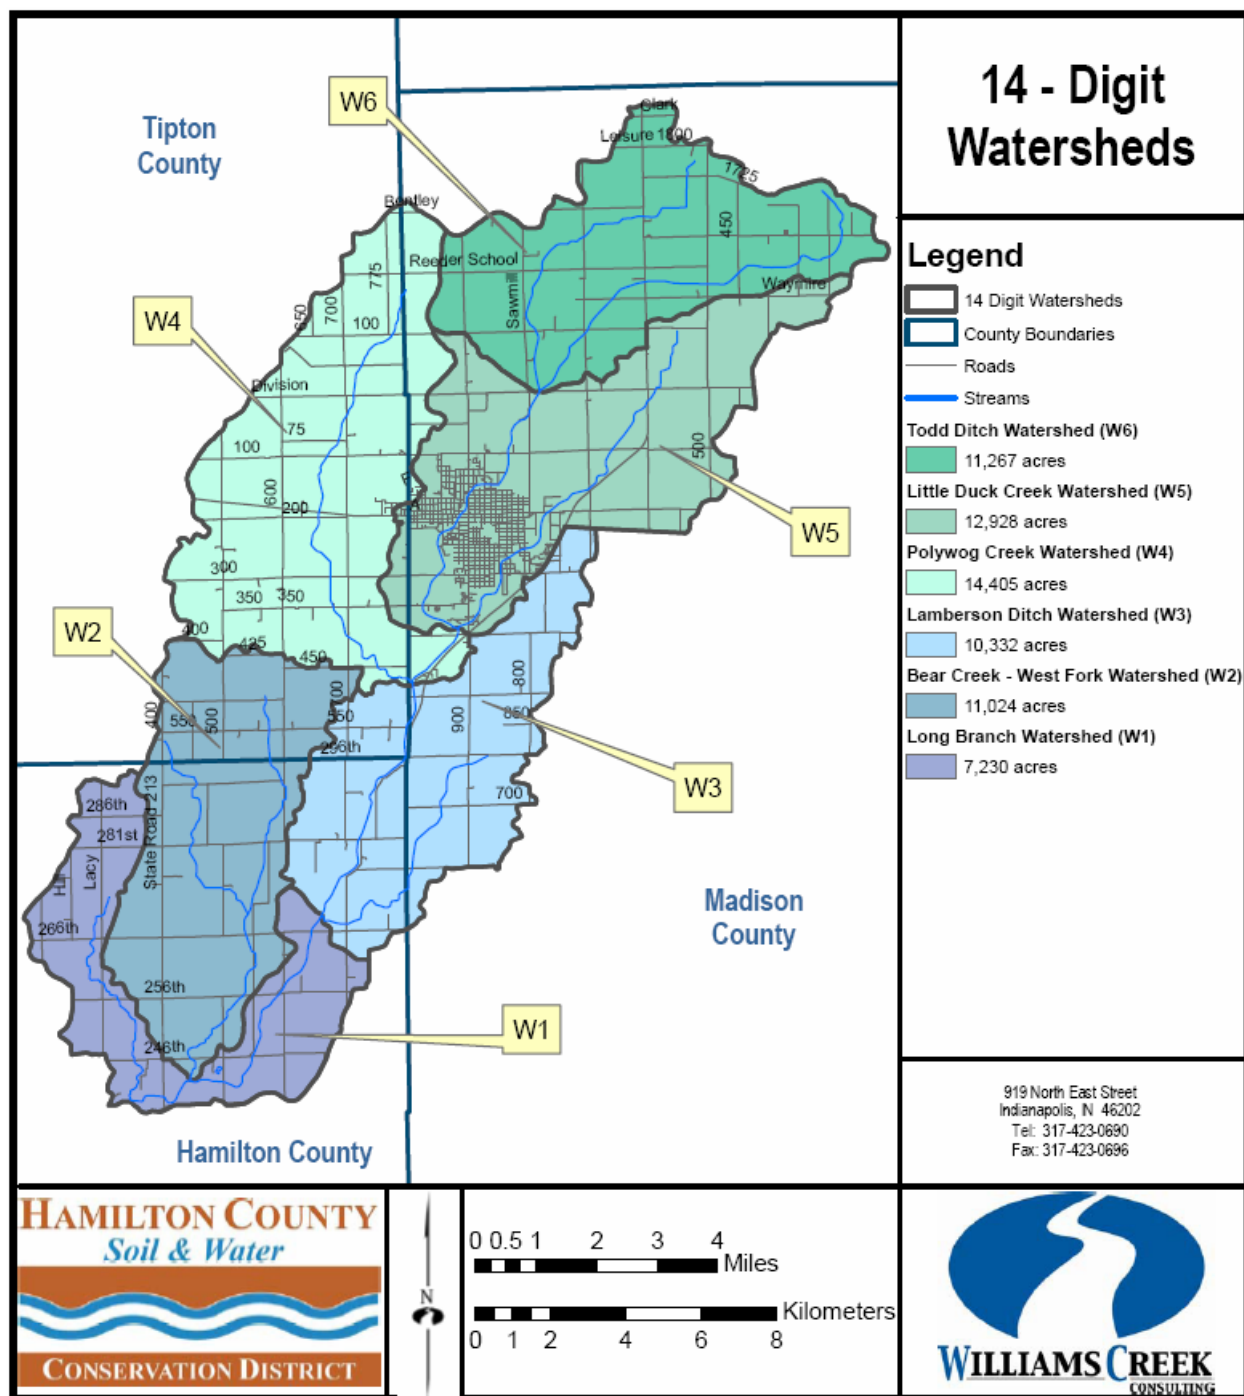 14 - Digit
Watersheds
Legend
14 Digit Watersheds
County Boundaries
Roads
Streams
Todd Ditch Watershed (W6)
11,267 acres
Little Duck Creek Watershed (W5)
12,928 acres
Polywog Creek Watershed (W4)
14,405 acres
Lamberson Ditch Watershed (W3)
10,332 acres
Bear Creek - West Fork Watershed (W2)
11,024 acres
Long Branch Watershed (W1)
7,230 acres
919 North East Street
Indianapolis, N 46202
Tel: 317-423-0690
Fax: 317-423-0696
Tipton
County
W6
Clark
Leisure 1800
1725
Bentley
450
Reeder School
775
Waymire
Sawmill
700
650
100
W4
Division
75
100
500
600
200
W5
300
350
350
400
425
W2
450
800
700
400
550
500
550
900
850
296th
W3
State Road 213
286th
700
281st
Lacy
Madison
County
266th
256th
W1
246th
Hamilton County
HAMILTON COUNTY
Soil & Water
CONSERVATION DISTRICT
N
0 0.5 1 2 3 4
Miles
Kilometers
0 1 2 4 6 8
WILLIAMS CREEK
CONSULTING